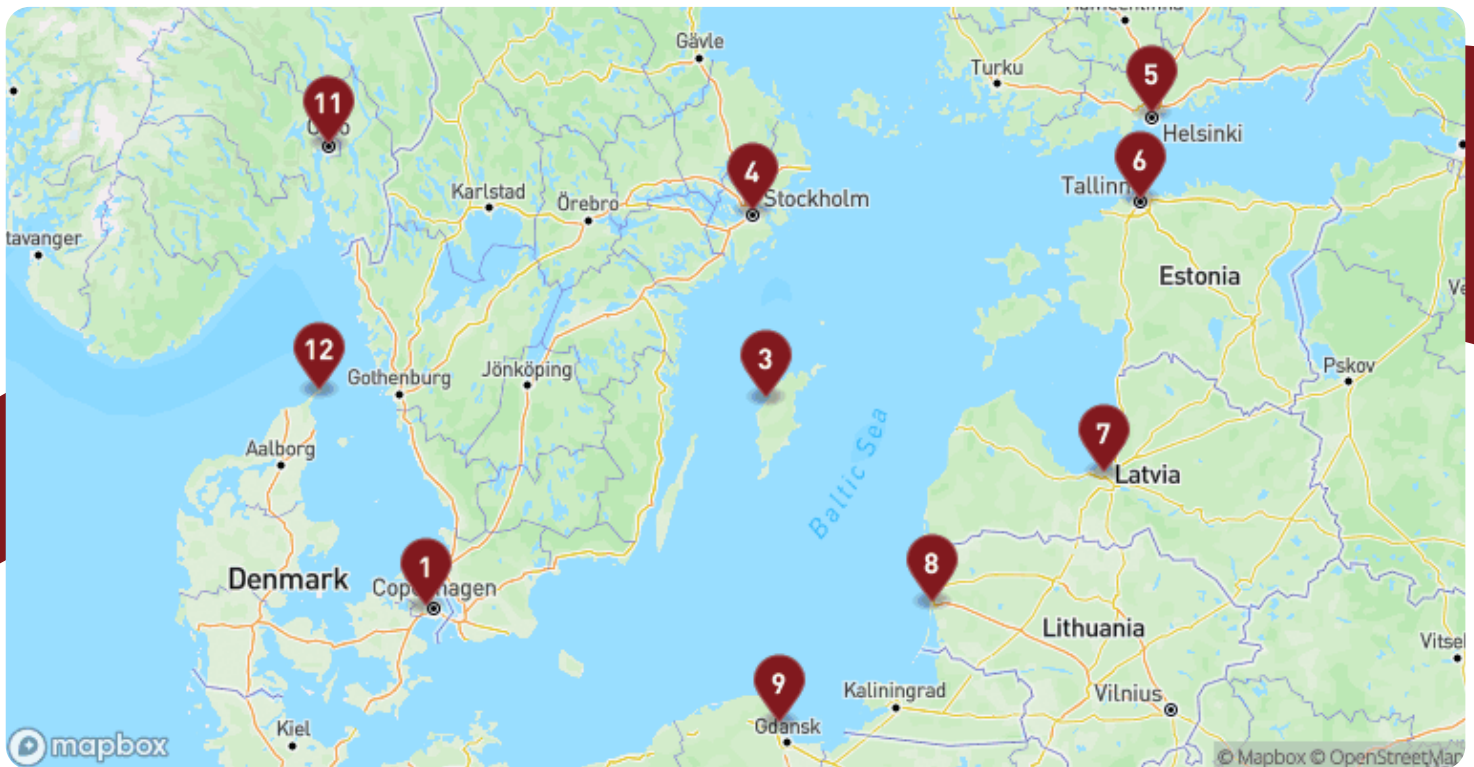 Gävle
Turku
5
11
Helsinki
6
4
Tallinn
Karlstad
Stockholm
Örebro
tavanger
Estonia
12
3
Pskov
Jönköping
Gothenburg
7
Aalborg
Baltic Sea
Latvia
8
1
Denmark
Copenhagen
Lithuania
Vitsel
9
Kaliningrad
Vilnius
Gdansk
Kiel
mapbox
© Mapbox © OpenStreetMap